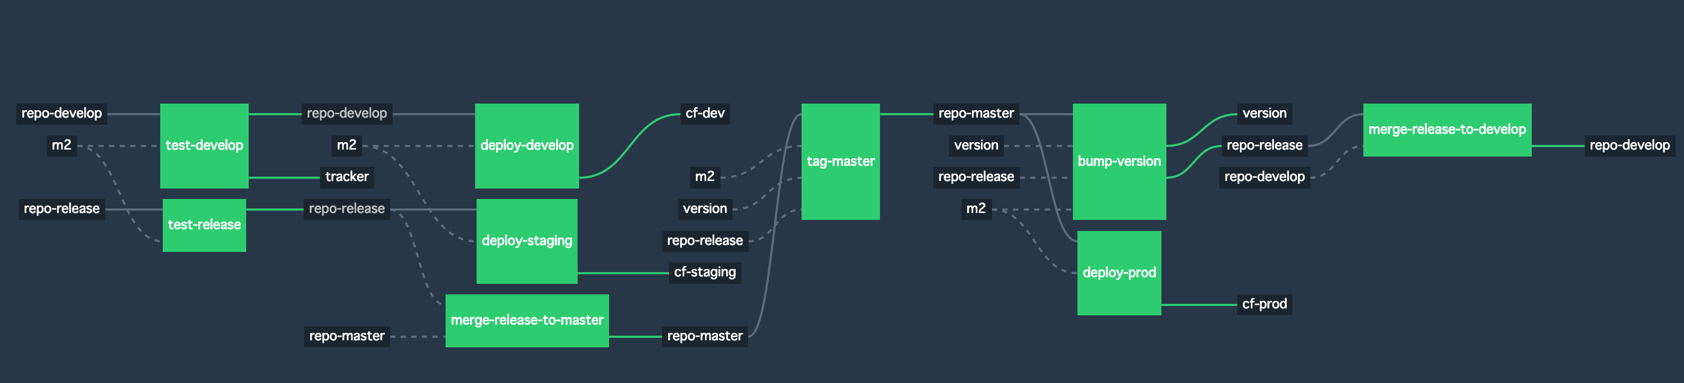 repo-develop
m2
repo-release
test-develop
test-release
repo-develop
m2
tracker
repo-release
repo-master
deploy-develop
deploy-staging
merge-release-to-master
cf-dev
m2
version
repo-release
cf-staging
repo-master
tag-master
repo-master
version
repo-release
m2
bump-version
deploy-prod
version
repo-release
repo-develop
cf-prod
merge-release-to-develop
repo-develop